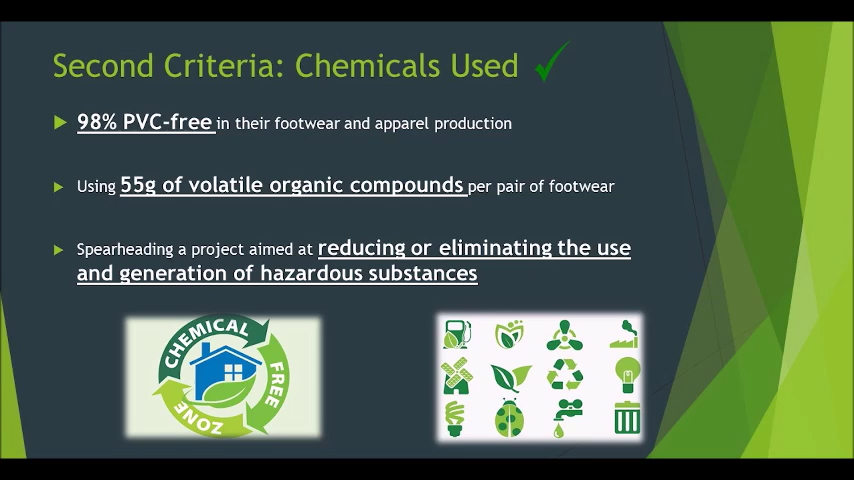 Second Criteria: Chemicals Used
98% PVC-free in their footwear and apparel production
Using 55g of volatile organic compounds per pair of footwear
Spearheading a project aimed at reducing or eliminating the use
and generation of hazardous substances
CHEMICAL
FREE
ZONE